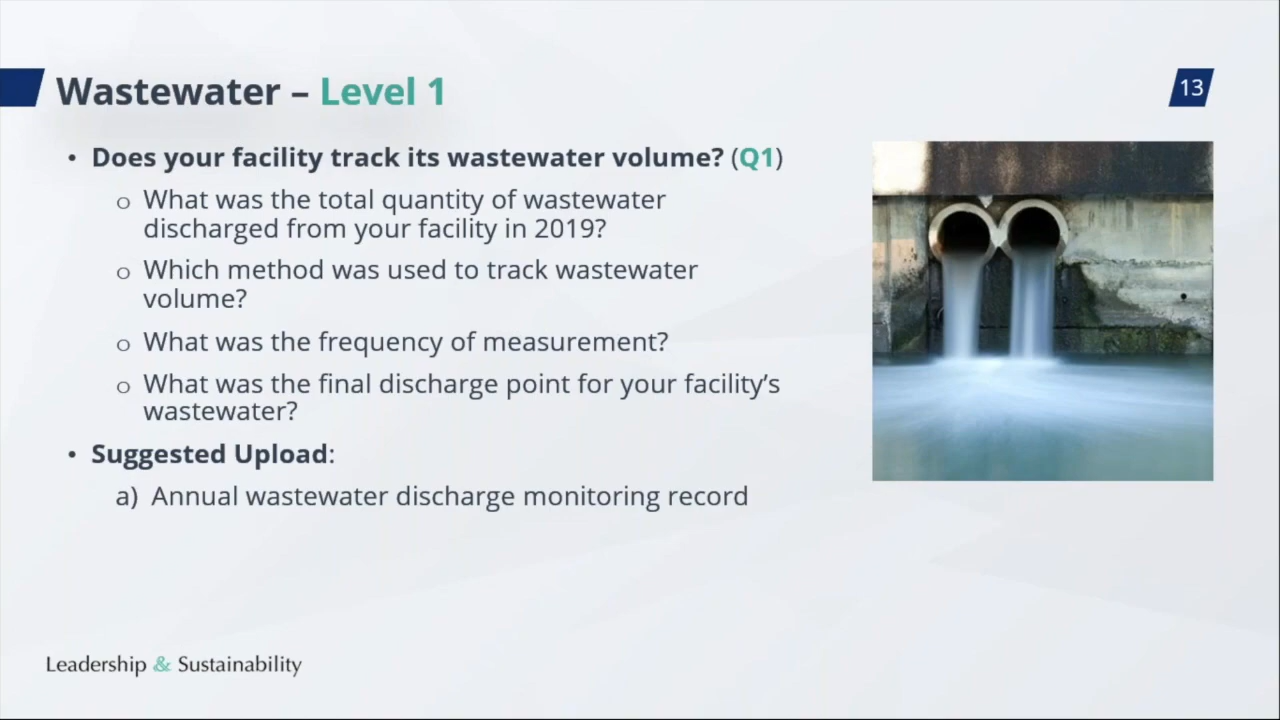 Wastewater – Level 1
13
• Does your facility track its wastewater volume? (Q1)
o What was the total quantity of wastewater
discharged from your facility in 2019?
o Which method was used to track wastewater
volume?
o What was the frequency of measurement?
o What was the final discharge point for your facility’s
wastewater?
• Suggested Upload:
a) Annual wastewater discharge monitoring record
Leadership & Sustainability